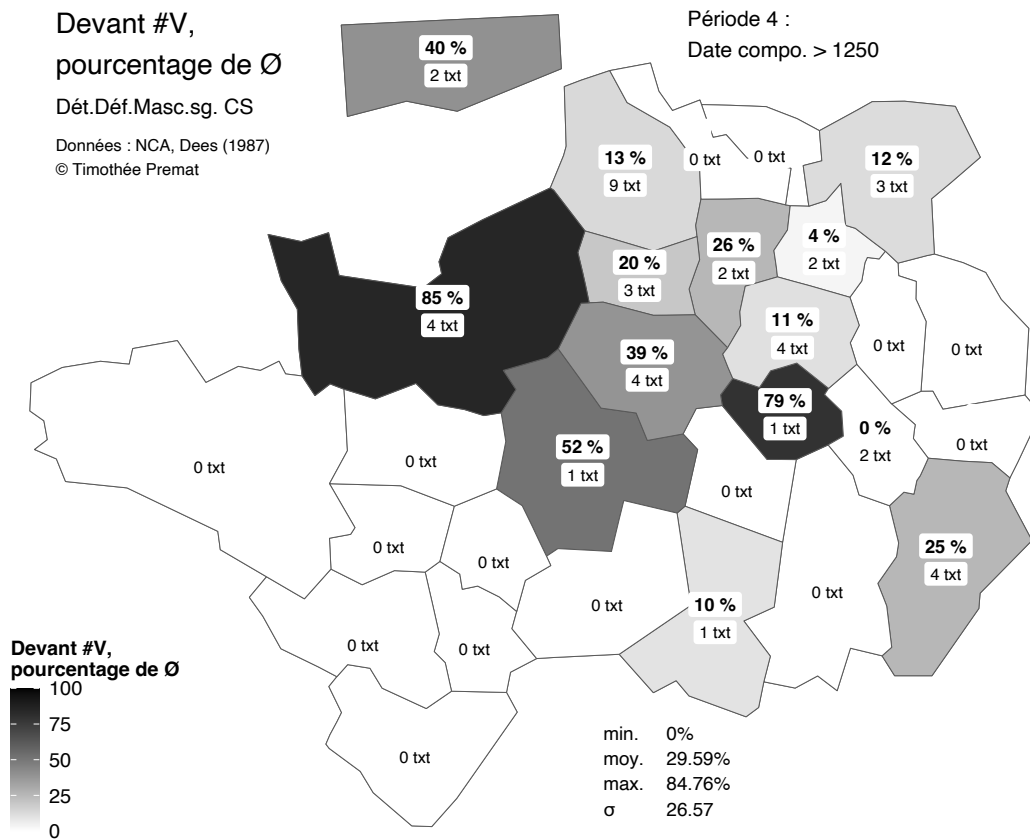 Devant #V,
pourcentage de Ø
Dét.Déf.Masc.sg. CS
Données : NCA, Dees (1987)
© Timothée Premat
Période 4 :
Date compo. > 1250
40 %
2 txt
13 %
9 txt
0 txt
0 txt
12 %
3 txt
26 %
2 txt
4 %
2 txt
20 %
3 txt
85 %
4 txt
11 %
4 txt
0 txt
0 txt
39 %
4 txt
79 %
1 txt
0 %
2 txt
0 txt
52 %
1 txt
0 txt
0 txt
0 txt
25 %
4 txt
0 txt
0 txt
10 %
1 txt
0 txt
0 txt
0 txt
0 txt
0 txt
Devant #V,
pourcentage de Ø
100
75
50
25
0
min. 0%
moy. 29.59%
max. 84.76%
σ 26.57